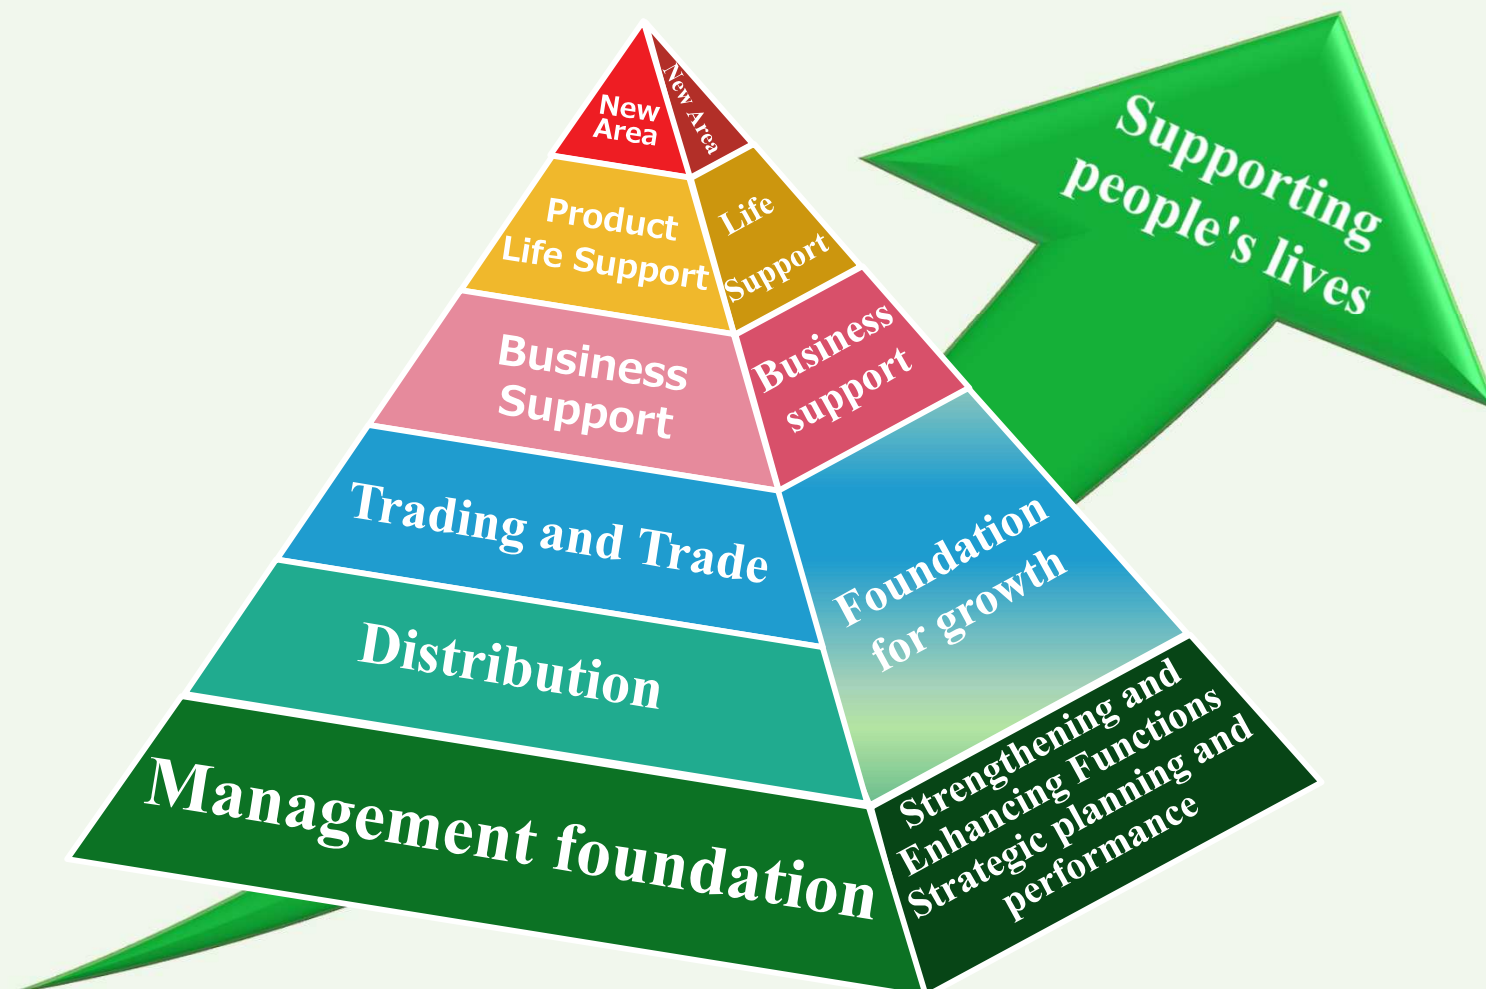 New
Area
New Area
Product
Life Support
Life
Support
Business
Support
Business
support
Trading and Trade
Foundation
for growth
Distribution
Management foundation
Strengthening and
Enhancing Functions
Strategic planning and
performance
Supporting
people's lives